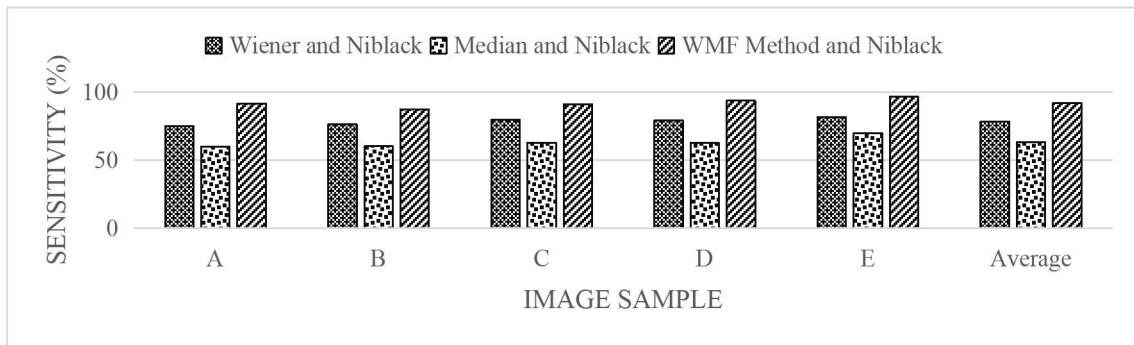 Wiener and Niblack Median and Niblack WMF Method and Niblack
SENSITIVITY (%)
100
50
0
A B C D E Average
IMAGE SAMPLE